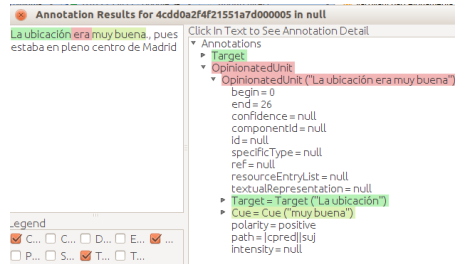 Annotation Results for 4cdd0a2f4f21551a7d000005 in null
La ubicación era muy buena., pues
estaba en pleno centro de Madrid
Click In Text to See Annotation Detail
Annotations
Target
OpinionatedUnit
OpinionatedUnit ("La ubicación era muy buena")
begin = 0
end = 26
confidence = null
componentId = null
id = null
specificType = null
ref = null
resourceEntryList = null
textualRepresentation = null
Target = Target ("La ubicación")
Cue = Cue ("muy buena")
polarity = positive
path = |cpred||suj
intensity = null
Legend
C... C... D... E... ...
P... S... T... T...